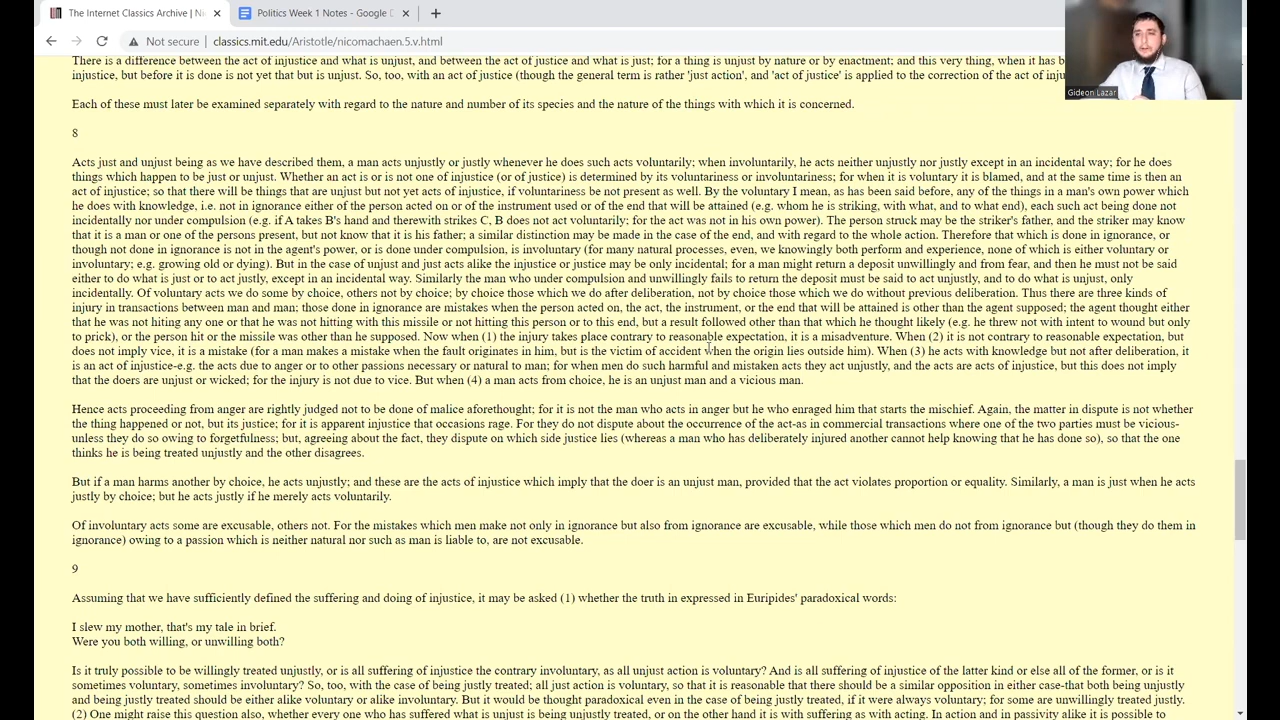 The Internet Classics Archive | Ni
Politics Week 1 Notes - Google D
Not secure | classics.mit.edu/Aristotle/nicomachaen.5.v.html
Gideon Lazar
There is a difference between the act of injustice and what is unjust, and between the act of justice and what is just; for a thing is unjust by nature or by enactment; and this very thing, when it has be
injustice, but before it is done is not yet that but is unjust. So, too, with an act of justice (though the general term is rather 'just action', and 'act of justice' is applied to the correction of the act of inj
Each of these must later be examined separately with regard to the nature and number of its species and the nature of the things with which it is concerned.
8
Acts just and unjust being as we have described them, a man acts unjustly or justly whenever he does such acts voluntarily; when involuntarily, he acts neither unjustly nor justly except in an incidental way; for he does
things which happen to be just or unjust. Whether an act is or is not one of injustice (or of justice) is determined by its voluntariness or involuntariness; for when it is voluntary it is blamed, and at the same time is then an
act of injustice; so that there will be things that are unjust but not yet acts of injustice, if voluntariness be not present as well. By the voluntary I mean, as has been said before, any of the things in a man's own power which
he does with knowledge, i.e. not in ignorance either of the person acted on or of the instrument used or of the end that will be attained (e.g. whom he is striking, with what, and to what end), each such act being done not
incidentally nor under compulsion (e.g. if A takes B's hand and therewith strikes C, B does not act voluntarily; for the act was not in his own power). The person struck may be the striker's father, and the striker may know
that it is a man or one of the persons present, but not know that it is his father; a similar distinction may be made in the case of the end, and with regard to the whole action. Therefore that which is done in ignorance, or
though not done in ignorance is not in the agent's power, or is done under compulsion, is involuntary (for many natural processes, even, we knowingly both perform and experience, none of which is either voluntary or
involuntary; e.g. growing old or dying). But in the case of unjust and just acts alike the injustice or justice may be only incidental; for a man might return a deposit unwillingly and from fear, and then he must not be said
either to do what is just or to act justly, except in an incidental way. Similarly the man who under compulsion and unwillingly fails to return the deposit must be said to act unjustly, and to do what is unjust, only
incidentally. Of voluntary acts we do some by choice, others not by choice; by choice those which we do after deliberation, not by choice those which we do without previous deliberation. Thus there are three kinds of
injury in transactions between man and man; those done in ignorance are mistakes when the person acted on, the act, the instrument, or the end that will be attained is other than the agent supposed; the agent thought either
that he was not hitting any one or that he was not hitting with this missile or not hitting this person or to this end, but a result followed other than that which he thought likely (e.g. he threw not with intent to wound but only
to prick), or the person hit or the missile was other than he supposed. Now when (1) the injury takes place contrary to reasonable expectation, it is a misadventure. When (2) it is not contrary to reasonable expectation, but
does not imply vice, it is a mistake (for a man makes a mistake when the fault originates in him, but is the victim of accident when the origin lies outside him). When (3) he acts with knowledge but not after deliberation, it
is an act of injustice-e.g. the acts due to anger or to other passions necessary or natural to man; for when men do such harmful and mistaken acts they act unjustly, and the acts are acts of injustice, but this does not imply
that the doers are unjust or wicked; for the injury is not due to vice. But when (4) a man acts from choice, he is an unjust man and a vicious man.
Hence acts proceeding from anger are rightly judged not to be done of malice aforethought; for it is not the man who acts in anger but he who enraged him that starts the mischief. Again, the matter in dispute is not whether
the thing happened or not, but its justice; for it is apparent injustice that occasions rage. For they do not dispute about the occurrence of the act-as in commercial transactions where one of the two parties must be vicious-
unless they do so owing to forgetfulness; but, agreeing about the fact, they dispute on which side justice lies (whereas a man who has deliberately injured another cannot help knowing that he has done so), so that the one
thinks he is being treated unjustly and the other disagrees.
But if a man harms another by choice, he acts unjustly; and these are the acts of injustice which imply that the doer is an unjust man, provided that the act violates proportion or equality. Similarly, a man is just when he acts
justly by choice; but he acts justly if he merely acts voluntarily.
Of involuntary acts some are excusable, others not. For the mistakes which men make not only in ignorance but also from ignorance are excusable, while those which men do not from ignorance but (though they do them in
ignorance) owing to a passion which is neither natural nor such as man is liable to, are not excusable.
9
Assuming that we have sufficiently defined the suffering and doing of injustice, it may be asked (1) whether the truth in expressed in Euripides' paradoxical words:
I slew my mother, that's my tale in brief.
Were you both willing, or unwilling both?
Is it truly possible to be willingly treated unjustly, or is all suffering of injustice the contrary involuntary, as all unjust action is voluntary? And is all suffering of injustice of the latter kind or else all of the former, or is it
sometimes voluntary, sometimes involuntary? So, too, with the case of being justly treated; all just action is voluntary, so that it is reasonable that there should be a similar opposition in either case-that both being unjustly
and being justly treated should be either alike voluntary or alike involuntary. But it would be thought paradoxical even in the case of being justly treated, if it were always voluntary; for some are unwillingly treated justly.
(2) One might raise this question also, whether every one who has suffered what is unjust is being unjustly treated, or on the other hand it is with suffering as with acting. In action and in passivity alike it is possible to